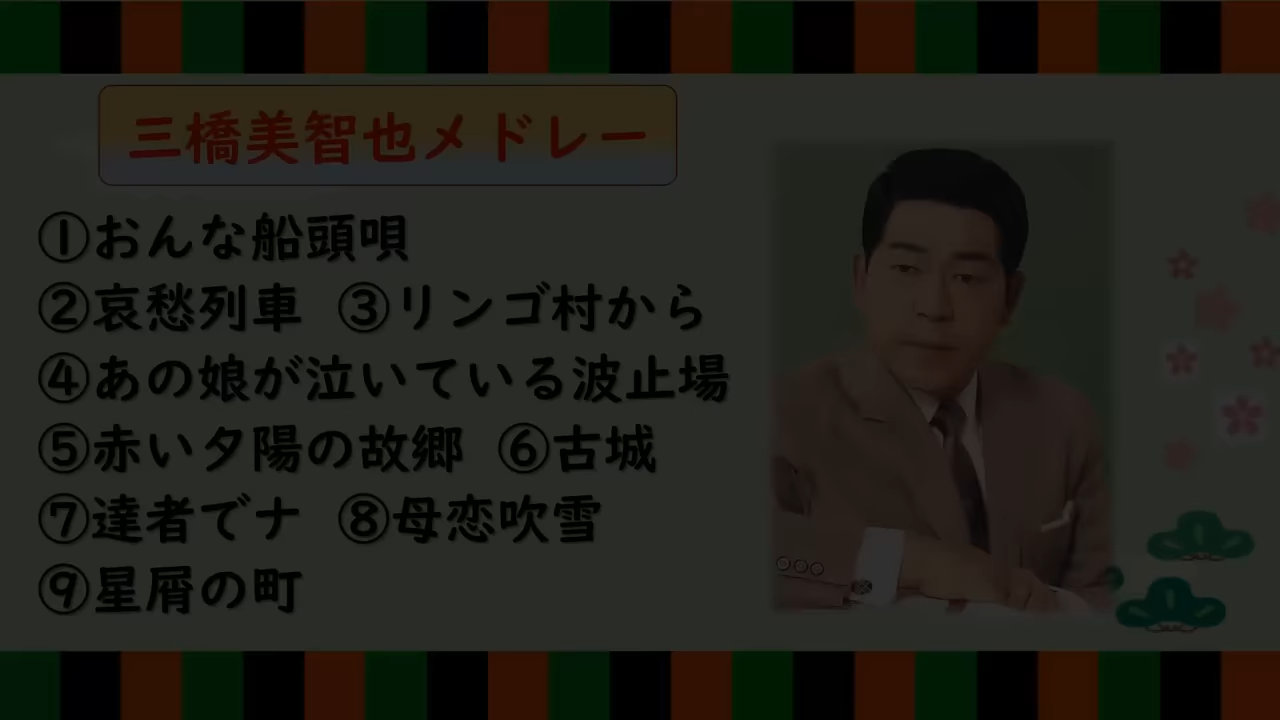 三橋美智也メドレー
①おんな船頭唄
②哀愁列車 ③リンゴ村から
④あの娘が泣いている波止場
⑤赤い夕陽の故郷 ⑥古城
⑦達者でナ ⑧母恋吹雪
⑨星屑の町